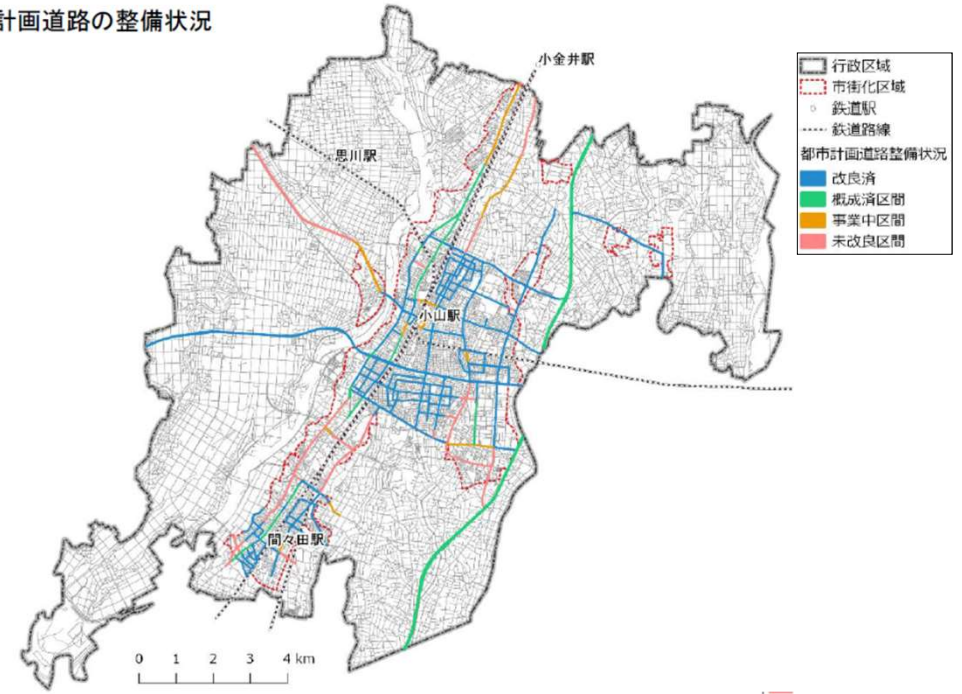 計画道路の整備状況
小金井駅
行政区域
市街化区域
鉄道駅
鉄道路線
都市計画道路整備状況
改良済
概成済区間
事業中区間
未改良区間
思川駅
小山駅
間々田駅
0 1 2 3 4 km